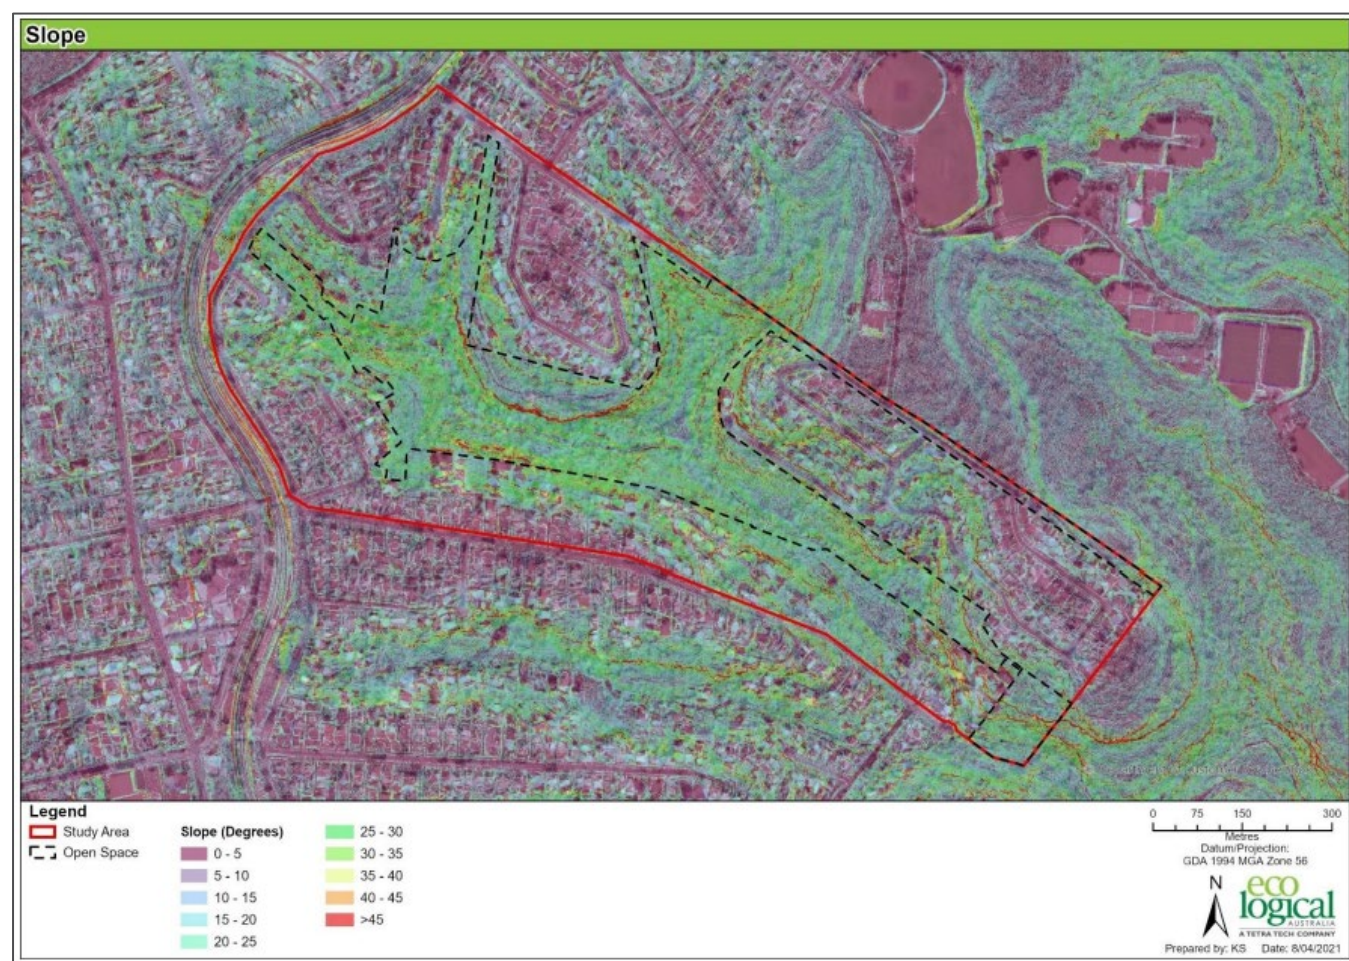 Slope
Legend
Study Area
Open Space
Slope (Degrees)
0 - 5
5 - 10
10 - 15
15 - 20
20 - 25
25 - 30
30 - 35
35 - 40
40 - 45
>45
0 75 150 300
Metres
Datum/Projection:
GDA 1994 MGA Zone 56
N
eco
logical
AUSTRALIA
A TETRA TECH COMPANY
Prepared by: KS Date: 8/04/2021